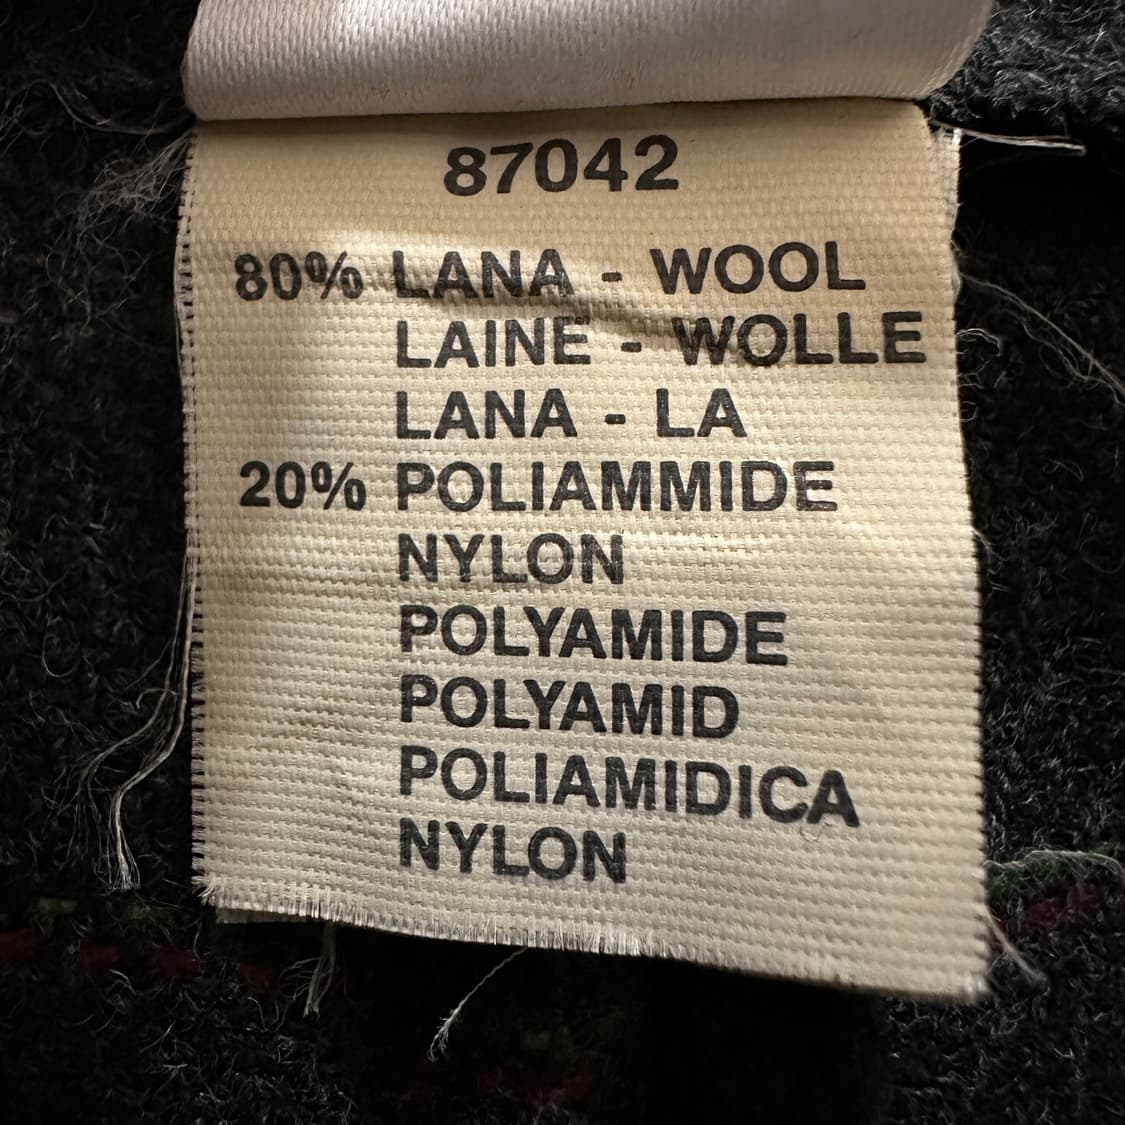 87042
80% LANA - WOOL
LAINE - WOLLE
LANA - LA
20% POLIAMMIDE
NYLON
POLYAMIDE
POLYAMID
POLIAMIDICA
NYLON